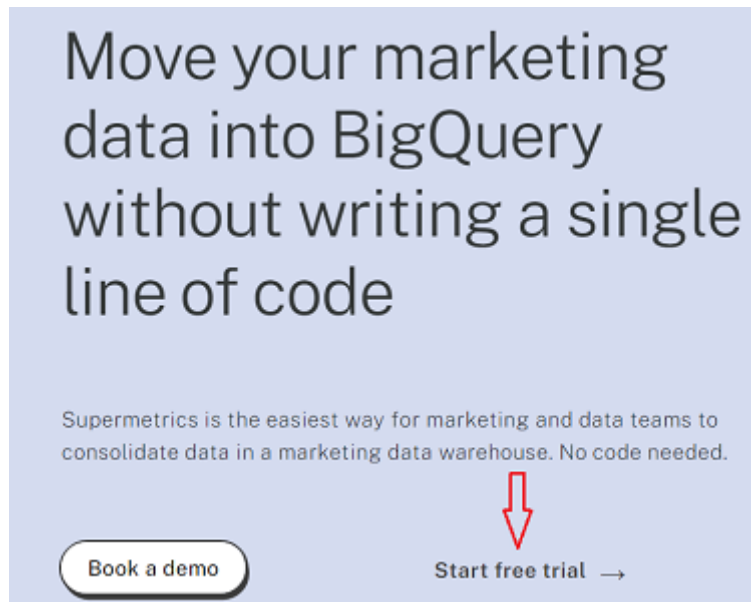 Move your marketing
data into BigQuery
without writing a single
line of code
Supermetrics is the easiest way for marketing and data teams to
consolidate data in a marketing data warehouse. No code needed.
Book a demo
Start free trial →